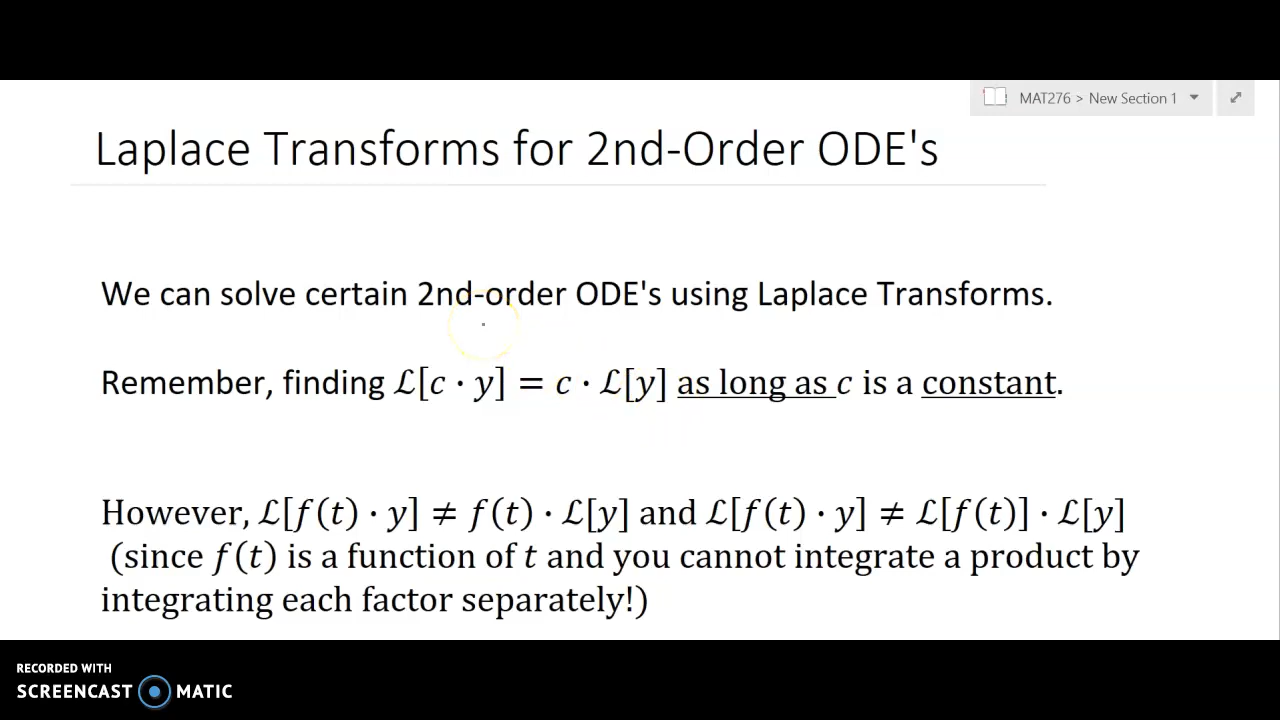 MAT276 > New Section 1
Laplace Transforms for 2nd-Order ODE's
We can solve certain 2nd-order ODE's using Laplace Transforms.
Remember, finding ℒ[c · y] = c · ℒ[y] as long as c is a constant.
However, ℒ[f(t) · y] ≠ f(t) · ℒ[y] and ℒ[f(t) · y] ≠ ℒ[f(t)] · ℒ[y]
(since f(t) is a function of t and you cannot integrate a product by
integrating each factor separately!)
RECORDED WITH
SCREENCAST MATIC